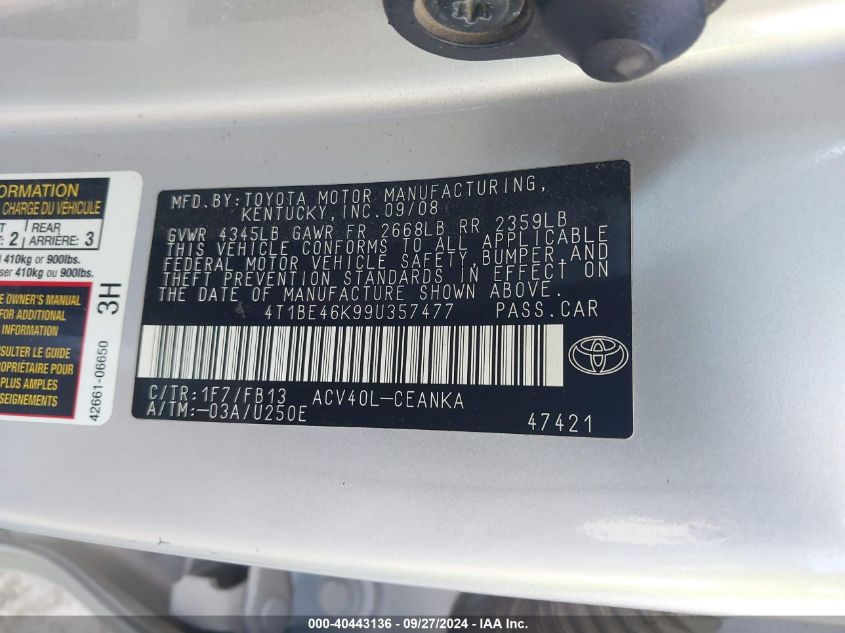 ORMATION
CHARGE DU VÉHICULE
2 REAR
ARRIÈRE: 3
410kg or 900lbs.
ser 410kg ou 900lbs.
E OWNER'S MANUAL
MORE
NSULTER LE GUIDE
PROPRIÉTAIRE POUR
PLUS AMPLES
SEIGNEMENTS
3H
42661-06650
MFD.BY:TOYOTA MOTOR MANUFACTURING,
KENTUCKY, INC.09/08
GVWR 4345LB GAWR FR 2668LB RR 2359LB
THIS VEHICLE CONFORMS TO ALL APPLICABLE
FEDERAL MOTOR VEHICLE SAFETY,BUMPER,AND
THEFT PREVENTION STANDARDS IN EFFECT ON
THE DATE OF MANUFACTURE SHOWN ABOVE.
4T1BE46K99U357477 PASS.CAR
C/TR:1F7/FB13 ACV40L-CEANKA
A/TM:-03A/U250E
47421
000-40443136 - 09/27/2024 - IAA, Inc.